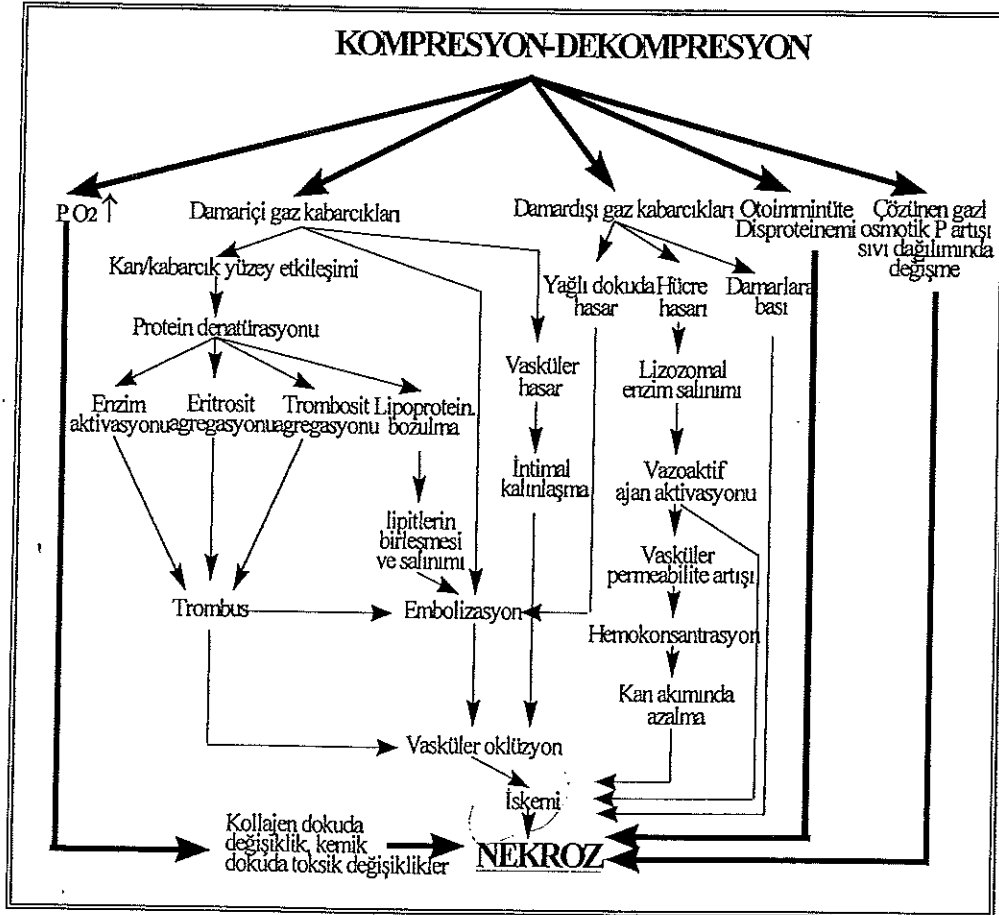 KOMPRESYON-DEKOMPRESYON
P O2 ↑
Damariçi gaz kabarcıkları
Damardışı gaz kabarcıkları
Otoimminüte
Disproteinemi
Çözünen gazl
osmotik P artışı
sıvı dağılımında
değişme
Kan/kabarcık yüzey etkileşimi
Yağlı dokuda
hasar
Hücre
hasarı
Damarlara
bası
Protein denatürasyonu
Vasküler
hasar
Lizozomal
enzim salınımı
Enzim
aktivasyonu
Eritrosit
agregasyonu
Trombosit
agregasyonu
Lipoprotein.
bozulma
İntimal
kalınlaşma
Vazoaktif
ajan aktivasyonu
lipitlerin
birleşmesi
ve salınımı
Vasküler
permeabilite artışı
Trombus
Embolizasyon
Hemokonsantrasyon
Kan akımında
azalma
Vasküler oklüzyon
İskemi
Kollajen dokuda
değişiklik, kemik
dokuda toksik değişiklikler
NEKROZ